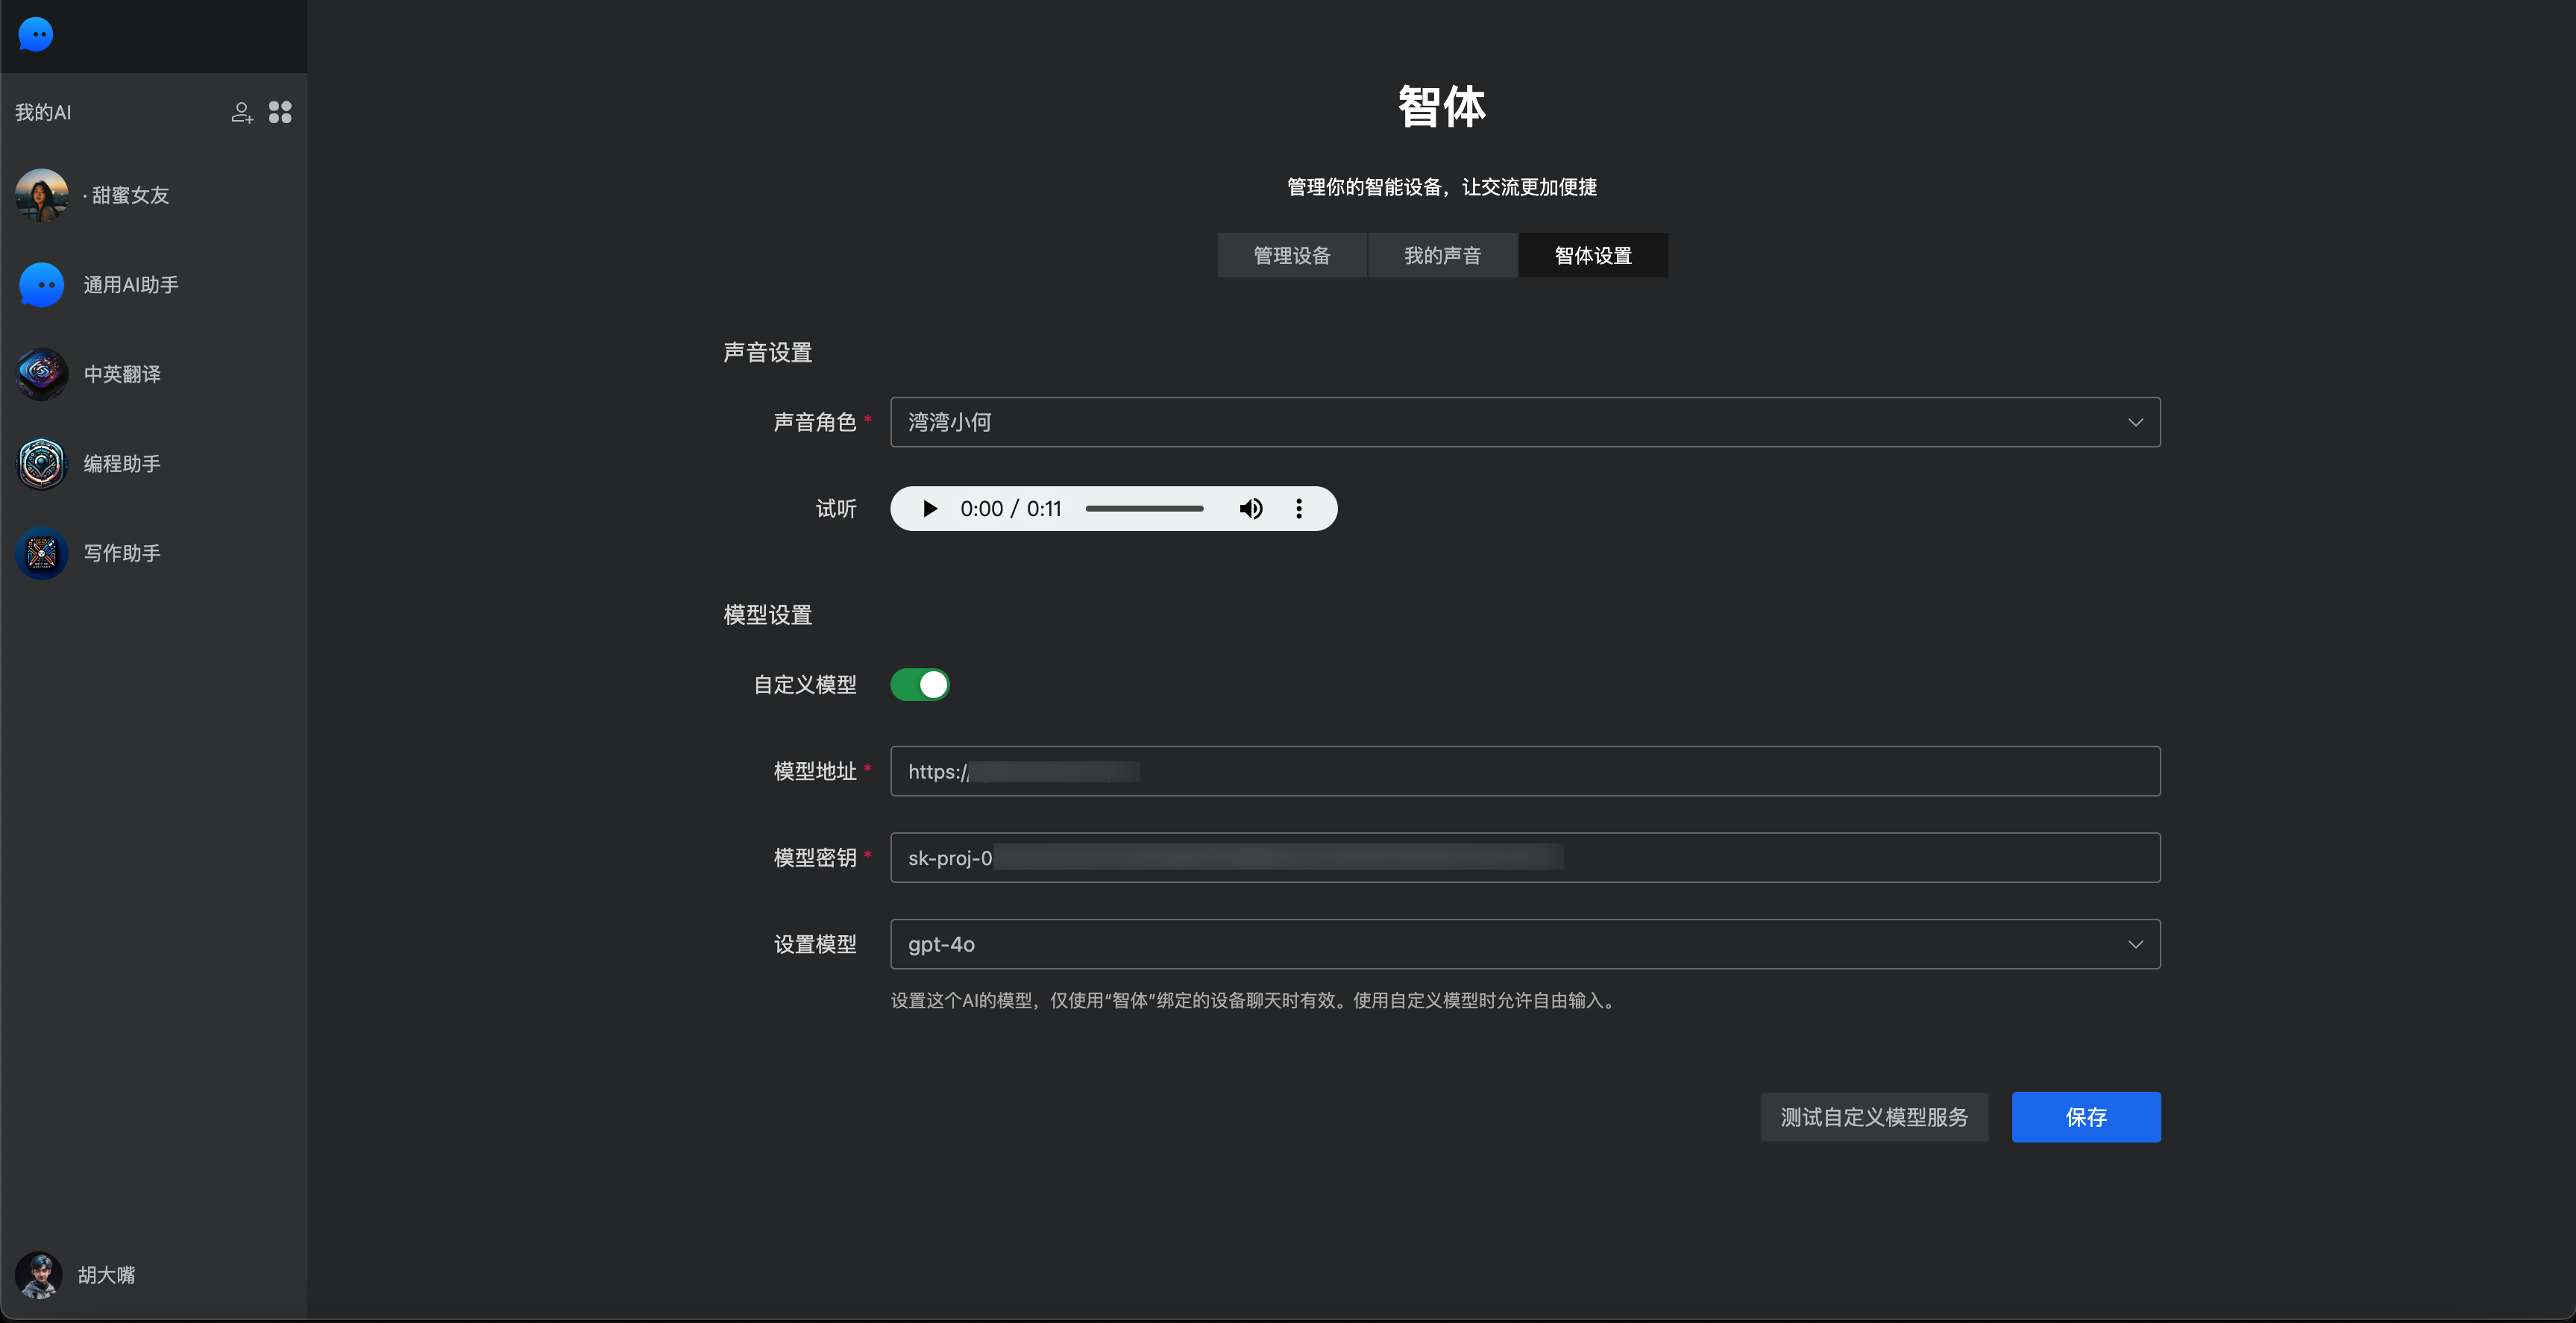 我的AI
· 甜蜜女友
通用AI助手
中英翻译
编程助手
写作助手
胡大嘴
智体
管理你的智能设备，让交流更加便捷
管理设备 我的声音 智体设置
声音设置
声音角色 * 湾湾小何
试听 0:00 / 0:11
模型设置
自定义模型
模型地址 * https://
模型密钥 * sk-proj-0
设置模型 gpt-4o
设置这个AI的模型，仅使用“智体”绑定的设备聊天时有效。使用自定义模型时允许自由输入。
测试自定义模型服务 保存